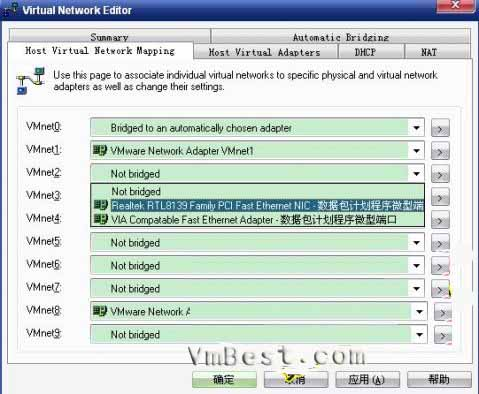 Virtual Network Editor
Summary
Automatic Bridging
Host Virtual Network Mapping
Host Virtual Adapters
DHCP
NAT
Use this page to associate individual virtual networks to specific physical and virtual network
adapters as well as change their settings.
VMnet0:
Bridged to an automatically chosen adapter
>
VMnet1:
VMware Network Adapter VMnet1
>
VMnet2:
Not bridged
>
Not bridged
VMnet3:
Realtek RTL8139 Family PCI Fast Ethernet NIC - 数据包计划程序微型端
>
VMnet4:
VIA Compatable Fast Ethernet Adapter - 数据包计划程序微型端口
>
VMnet5:
Not bridged
>
VMnet6:
Not bridged
>
VMnet7:
Not bridged
>
VMnet8:
VMware Network A
>
VMnet9:
Not bridged
>
VmBest.com
确定
取消
应用(A)
帮助